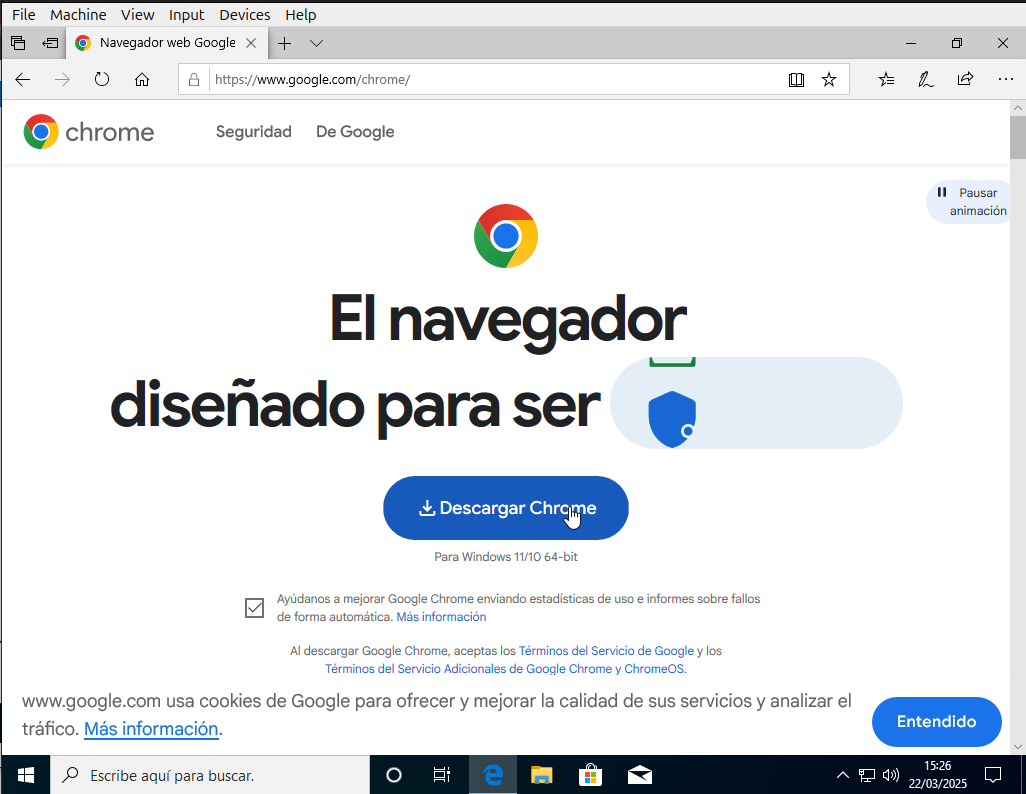 File Machine View Input Devices Help
Navegador web Google
https://www.google.com/chrome/
chrome Seguridad De Google
Pausar
animación
El navegador
diseñado para ser
Descargar Chrome
Para Windows 11/10 64-bit
Ayúdanos a mejorar Google Chrome enviando estadísticas de uso e informes sobre fallos
de forma automática. Más información
Al descargar Google Chrome, aceptas los Términos del Servicio de Google y los
Términos del Servicio Adicionales de Google Chrome y ChromeOS.
www.google.com usa cookies de Google para ofrecer y mejorar la calidad de sus servicios y analizar el
tráfico. Más información.
Entendido
Escribe aquí para buscar.
15:26
22/03/2025